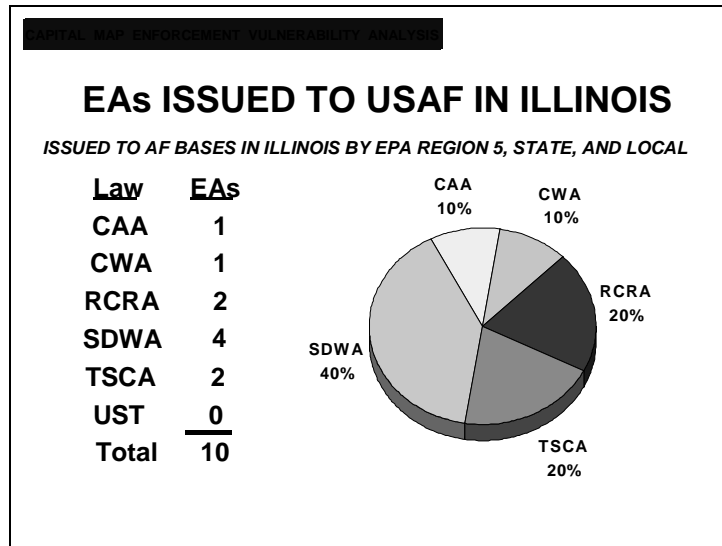 CAPITAL MAP ENFORCEMENT VULNERABILITY ANALYSIS
EAs ISSUED TO USAF IN ILLINOIS
ISSUED TO AF BASES IN ILLINOIS BY EPA REGION 5, STATE, AND LOCAL
Law EAs
CAA 1
CWA 1
RCRA 2
SDWA 4
TSCA 2
UST 0
Total 10
CAA
10%
CWA
10%
RCRA
20%
SDWA
40%
TSCA
20%